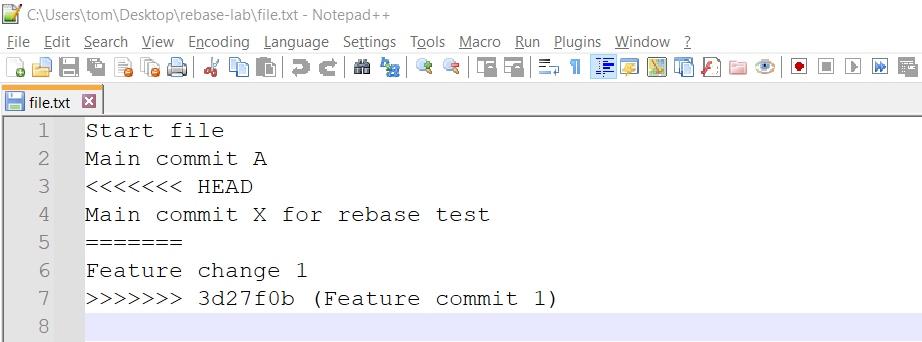 C:\Users\tom\Desktop\rebase-lab\file.txt - Notepad++
File Edit Search View Encoding Language Settings Tools Macro Run Plugins Window ?
file.txt
1 Start file
2 Main commit A
3 <<<<<<< HEAD
4 Main commit X for rebase test
5 =======
6 Feature change 1
7 >>>>>>> 3d27f0b (Feature commit 1)
8